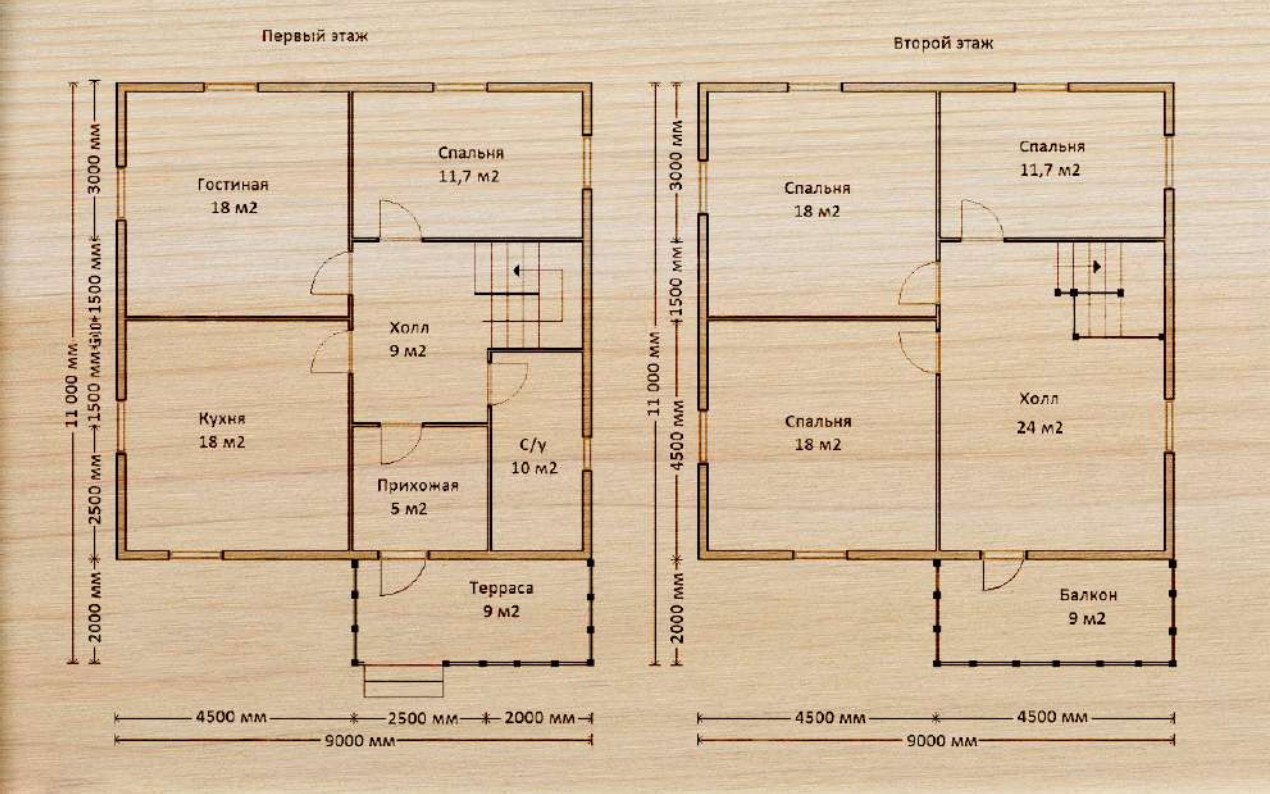 Первый этаж
Второй этаж
Гостиная
18 м2
Спальня
11,7 м2
Холл
9 м2
Кухня
18 м2
Прихожая
5 м2
С/у
10 м2
Терраса
9 м2
11 000 мм
3000 мм
1500 мм
1500 мм
2500 мм
2000 мм
4500 мм
2500 мм
2000 мм
9000 мм
Спальня
18 м2
Спальня
11,7 м2
Спальня
18 м2
Холл
24 м2
Балкон
9 м2
11 000 мм
3000 мм
1500 мм
4500 мм
2000 мм
4500 мм
4500 мм
9000 мм